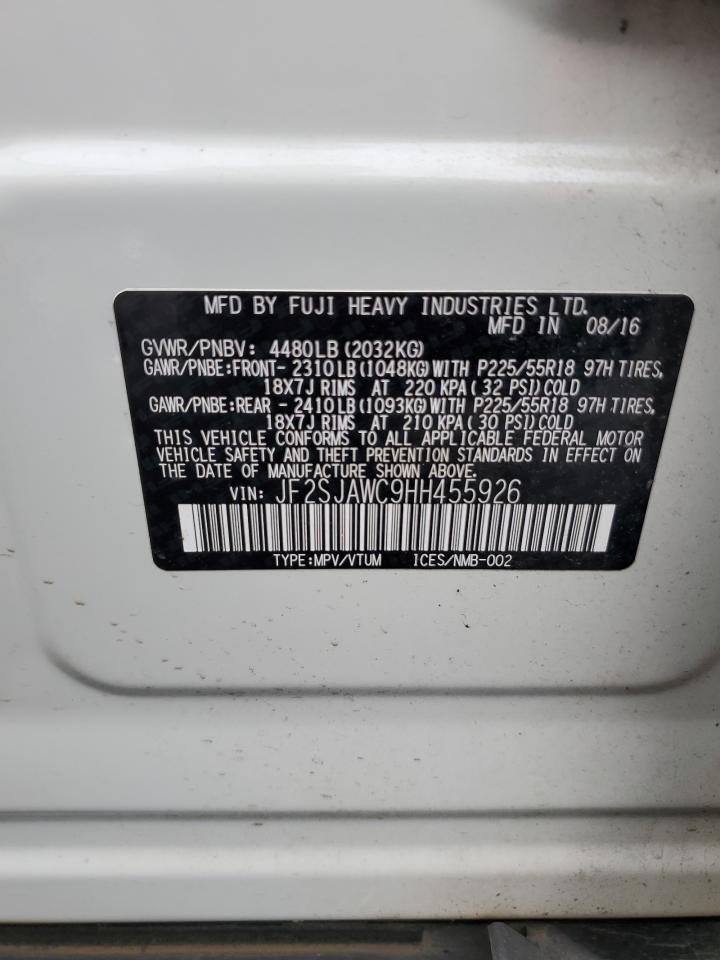 MFD BY FUJI HEAVY INDUSTRIES LTD.
MFD IN 08/16
GVWR/PNBV: 4480LB (2032KG)
GAWR/PNBE:FRONT- 2310LB (1048KG) WITH P225/55R18 97H TIRES,
18X7J RIMS AT 220 KPA ( 32 PSI) COLD
GAWR/PNBE:REAR - 2410LB (1093KG) WITH P225/55R18 97H TIRES,
18X7J RIMS AT 210 KPA ( 30 PSI) COLD
THIS VEHICLE CONFORMS TO ALL APPLICABLE FEDERAL MOTOR
VEHICLE SAFETY AND THEFT PREVENTION STANDARDS IN EFFECT ON
THE DATE OF MANUFACTURE SHOWN ABOVE.
VIN: JF2SJAWC9HH455926
TYPE:MPV/VTUM ICES/NMB-002